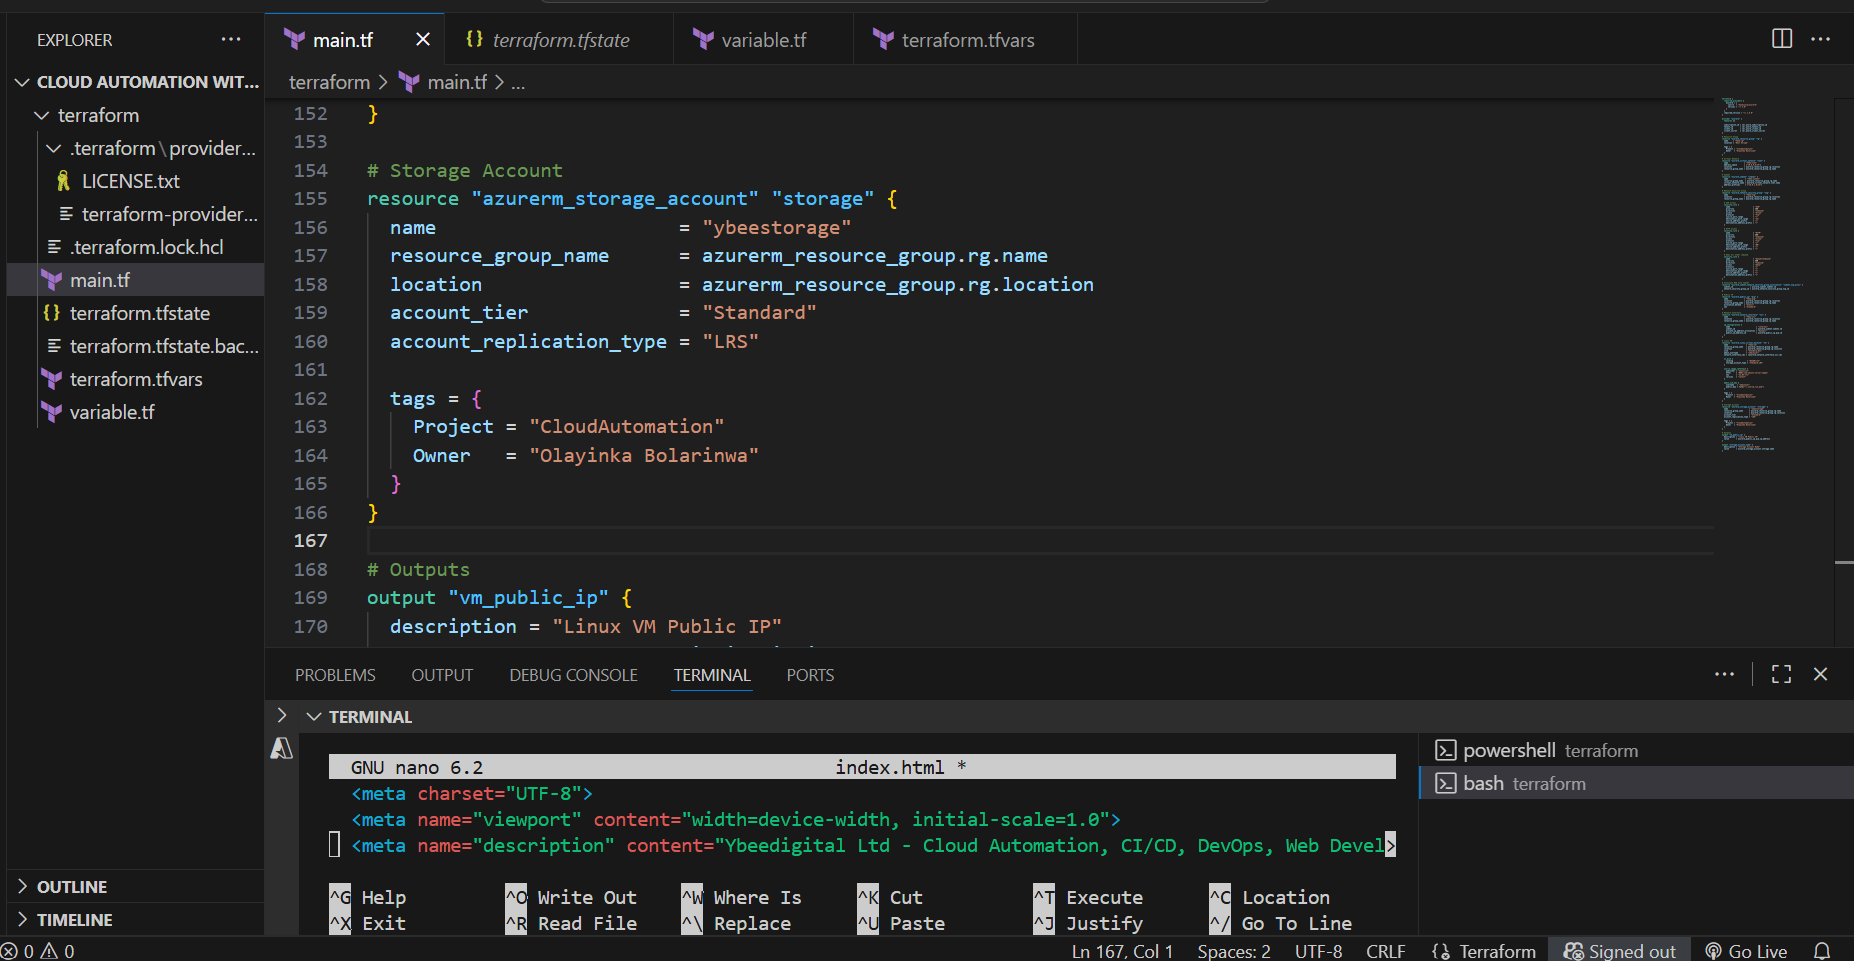 EXPLORER
CLOUD AUTOMATION WIT...
terraform
.terraform\provider...
LICENSE.txt
terraform-provider...
.terraform.lock.hcl
main.tf
terraform.tfstate
terraform.tfstate.bac...
terraform.tfvars
variable.tf
OUTLINE
TIMELINE
main.tf
terraform.tfstate
variable.tf
terraform.tfvars
terraform > main.tf > ...
152 }
153
154 # Storage Account
155 resource "azurerm_storage_account" "storage" {
156 name = "ybeestorage"
157 resource_group_name = azurerm_resource_group.rg.name
158 location = azurerm_resource_group.rg.location
159 account_tier = "Standard"
160 account_replication_type = "LRS"
161
162 tags = {
163 Project = "CloudAutomation"
164 Owner = "Olayinka Bolarinwa"
165 }
166 }
167
168 # Outputs
169 output "vm_public_ip" {
170 description = "Linux VM Public IP"
PROBLEMS OUTPUT DEBUG CONSOLE TERMINAL PORTS
TERMINAL
GNU nano 6.2 index.html *
<meta charset="UTF-8">
<meta name="viewport" content="width=device-width, initial-scale=1.0">
<meta name="description" content="Ybeedigital Ltd - Cloud Automation, CI/CD, DevOps, Web Devel>
^G Help ^O Write Out ^W Where Is ^K Cut ^T Execute ^C Location
^X Exit ^R Read File ^\ Replace ^U Paste ^J Justify ^/ Go To Line
powershell terraform
bash terraform
0 0
Ln 167, Col 1 Spaces: 2 UTF-8 CRLF Terraform Signed out Go Live